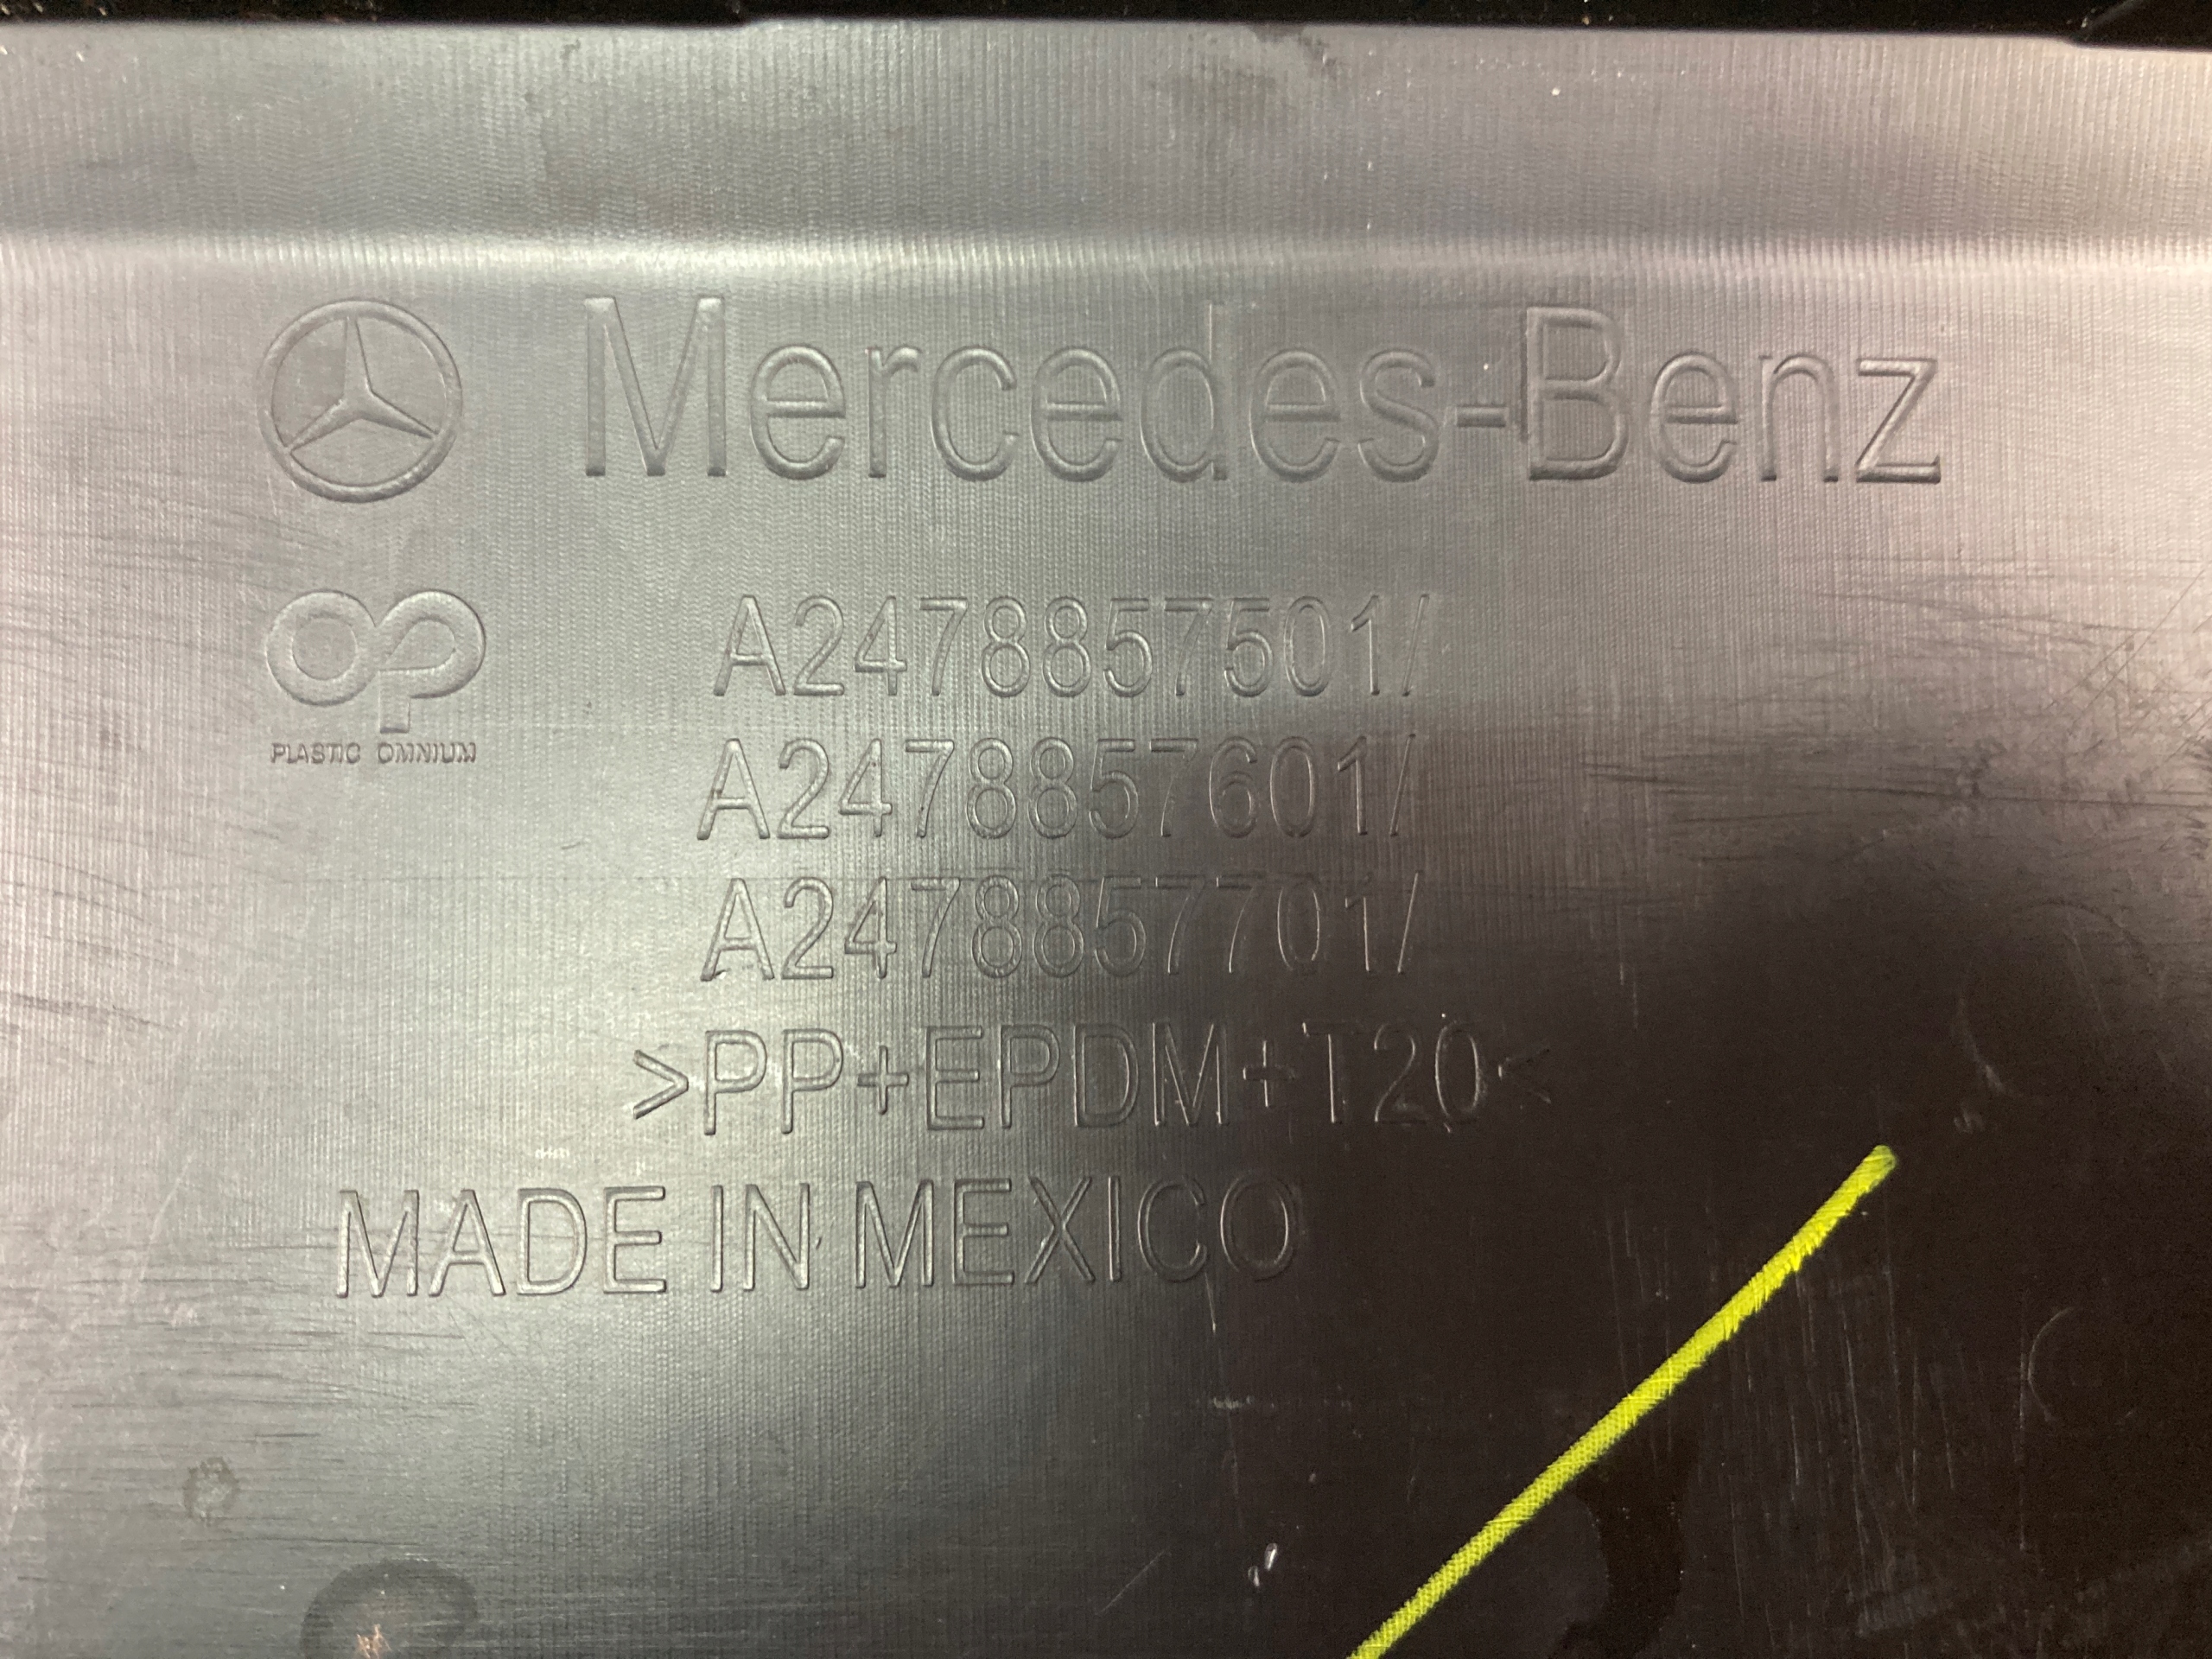 Mercedes-Benz
PLASTIC OMNIUM
A2478857501/
A2478857601/
A2478857701/
>PP+EPDM+T20<
MADE IN MEXICO